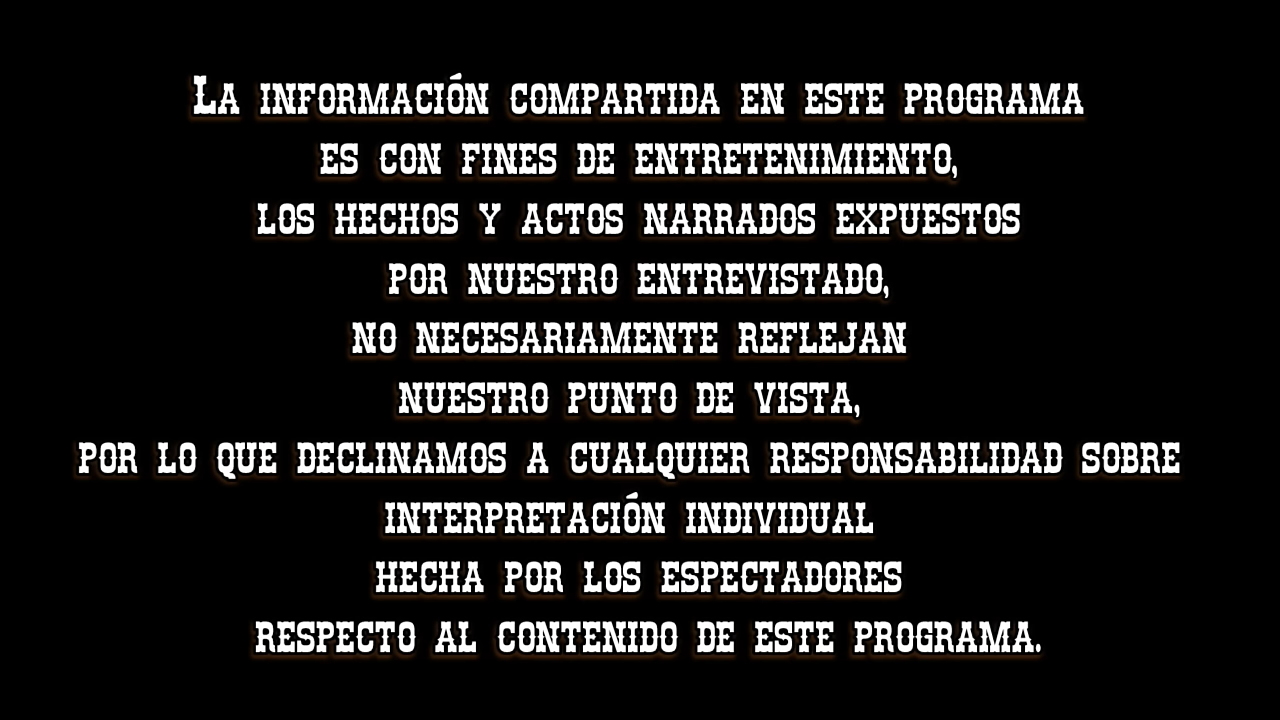 La información compartida en este programa
es con fines de entretenimiento,
los hechos y actos narrados expuestos
por nuestro entrevistado,
no necesariamente reflejan
nuestro punto de vista,
por lo que declinamos a cualquier responsabilidad sobre
interpretación individual
hecha por los espectadores
respecto al contenido de este programa.